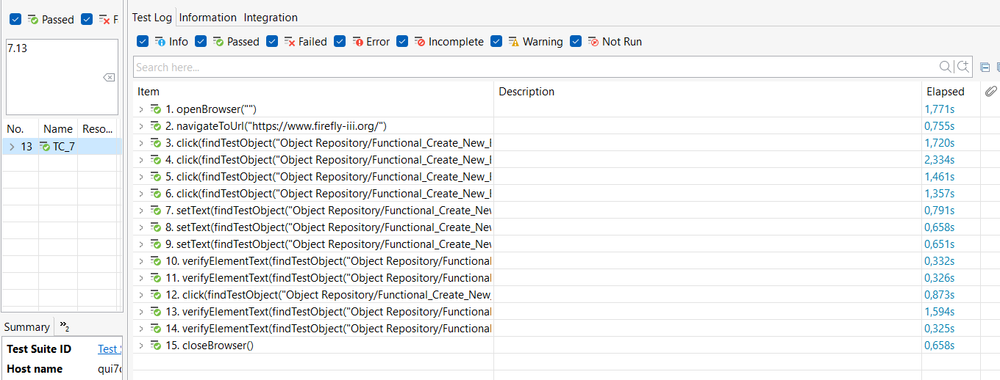 Passed F
7.13
No. Name Reso...
13 TC_7
Summary »2
Test Suite ID Test S
Host name qui7c
Test Log Information Integration
Info Passed Failed Error Incomplete Warning Not Run
Search here...
Item Description Elapsed
1. openBrowser("") 1,771s
2. navigateToUrl("https://www.firefly-iii.org/") 0,755s
3. click(findTestObject("Object Repository/Functional_Create_New_B 1,720s
4. click(findTestObject("Object Repository/Functional_Create_New_B 2,334s
5. click(findTestObject("Object Repository/Functional_Create_New_B 1,461s
6. click(findTestObject("Object Repository/Functional_Create_New_B 1,357s
7. setText(findTestObject("Object Repository/Functional_Create_Nev 0,791s
8. setText(findTestObject("Object Repository/Functional_Create_Nev 0,658s
9. setText(findTestObject("Object Repository/Functional_Create_Nev 0,651s
10. verifyElementText(findTestObject("Object Repository/Functional 0,332s
11. verifyElementText(findTestObject("Object Repository/Functional 0,326s
12. click(findTestObject("Object Repository/Functional_Create_New_ 0,873s
13. verifyElementText(findTestObject("Object Repository/Functional 1,594s
14. verifyElementText(findTestObject("Object Repository/Functional 0,325s
15. closeBrowser() 0,658s